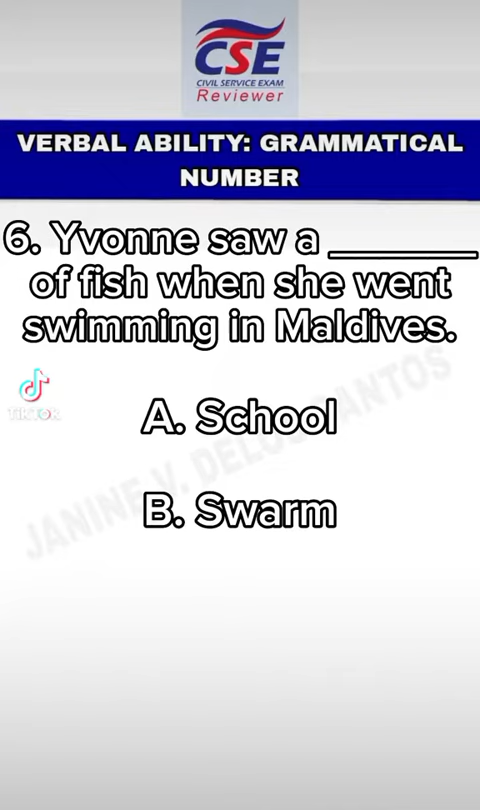 CSE
CIVIL SERVICE EXAM
Reviewer
VERBAL ABILITY: GRAMMATICAL
NUMBER
6. Yvonne saw a ________
of fish when she went
swimming in Maldives.
TikTok
A. School
JANINE V. DELOS SANTOS
B. Swarm